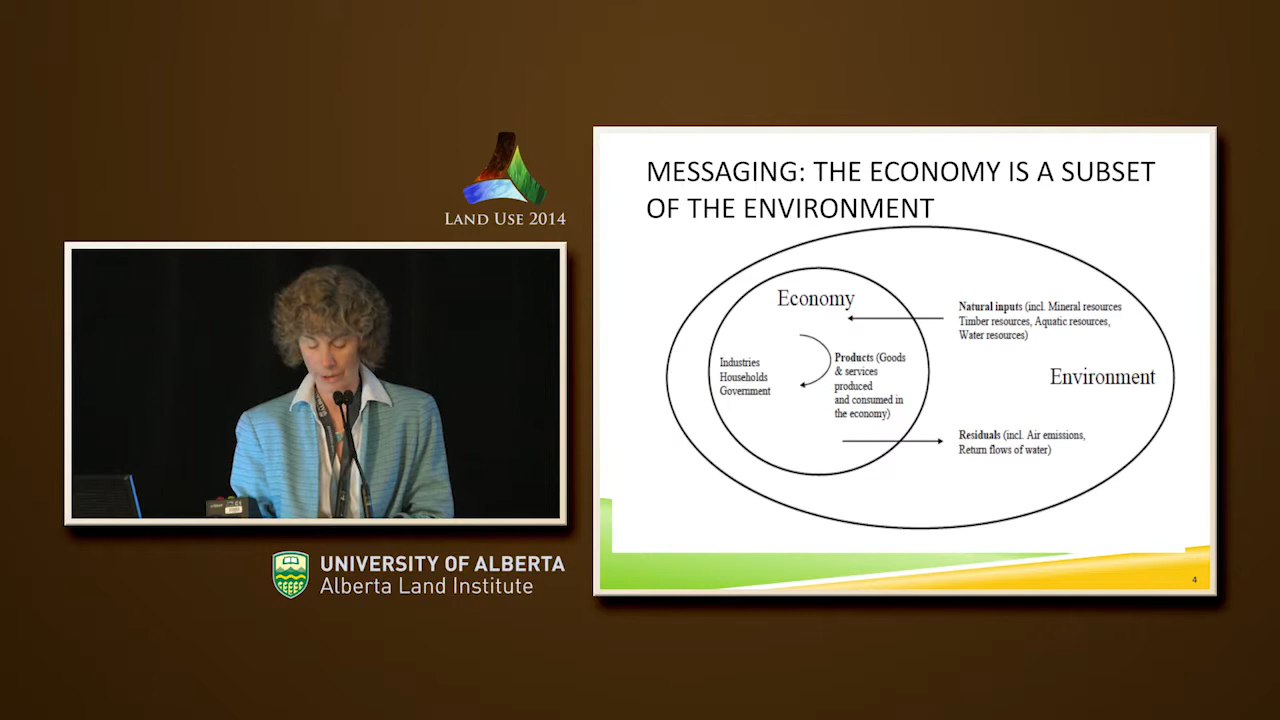 LAND USE 2014
UNIVERSITY OF ALBERTA
Alberta Land Institute
MESSAGING: THE ECONOMY IS A SUBSET
OF THE ENVIRONMENT
Economy
Industries
Households
Government
Products (Goods
& services
produced
and consumed in
the economy)
Natural inputs (incl. Mineral resources
Timber resources, Aquatic resources,
Water resources)
Environment
Residuals (incl. Air emissions,
Return flows of water)
4